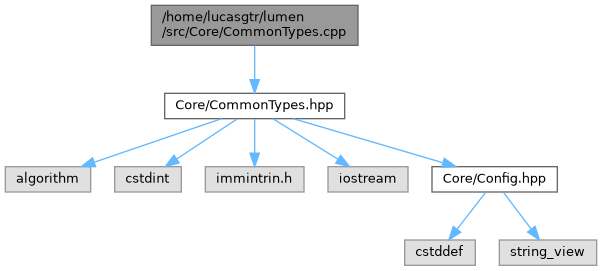 /home/lucasgtr/lumen
/src/Core/CommonTypes.cpp
Core/CommonTypes.hpp
algorithm
cstdint
immintrin.h
iostream
Core/Config.hpp
cstddef
string_view